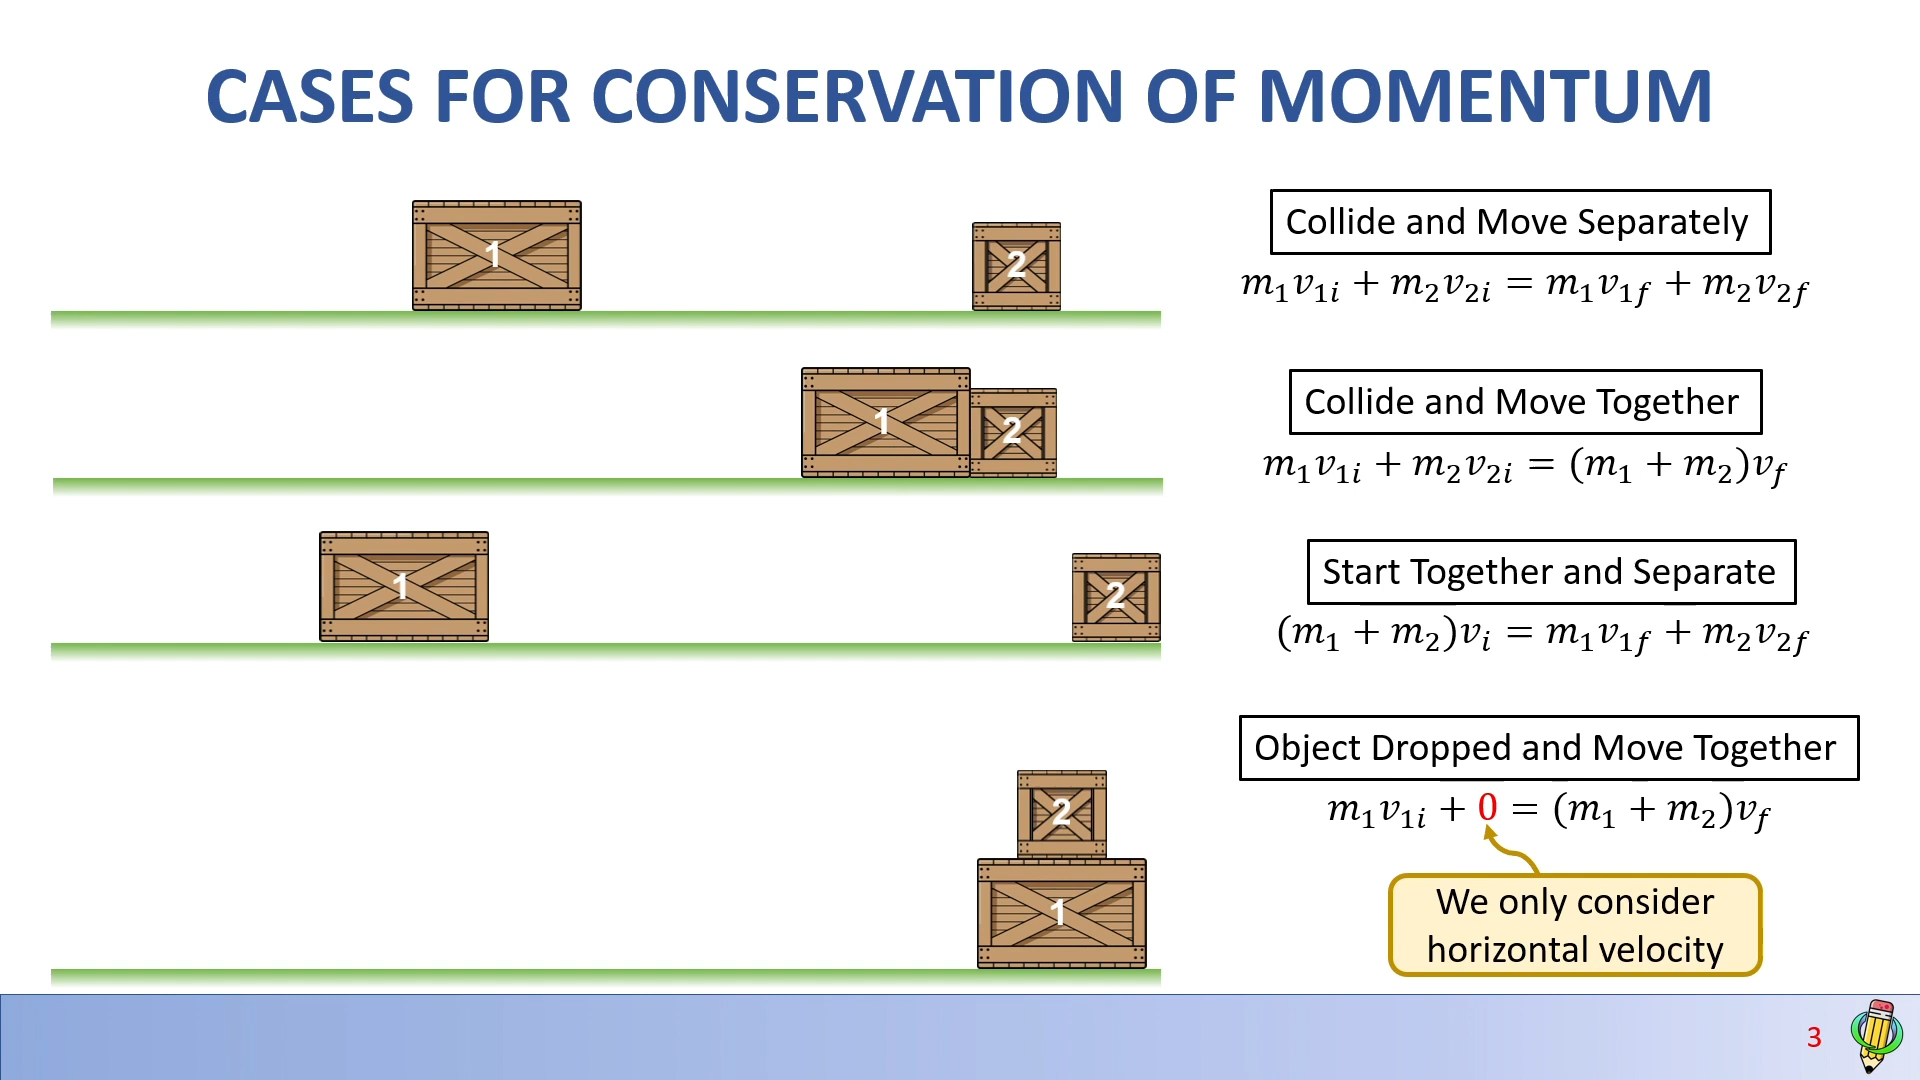 CASES FOR CONSERVATION OF MOMENTUM
1
2
Collide and Move Separately
𝑚₁𝑣₁ᵢ + 𝑚₂𝑣₂ᵢ = 𝑚₁𝑣₁𝑓 + 𝑚₂𝑣₂𝑓
1
2
Collide and Move Together
𝑚₁𝑣₁ᵢ + 𝑚₂𝑣₂ᵢ = (𝑚₁ + 𝑚₂)𝑣𝑓
1
2
Start Together and Separate
(𝑚₁ + 𝑚₂)𝑣ᵢ = 𝑚₁𝑣₁𝑓 + 𝑚₂𝑣₂𝑓
2
1
Object Dropped and Move Together
𝑚₁𝑣₁ᵢ + 0 = (𝑚₁ + 𝑚₂)𝑣𝑓
We only consider
horizontal velocity
3